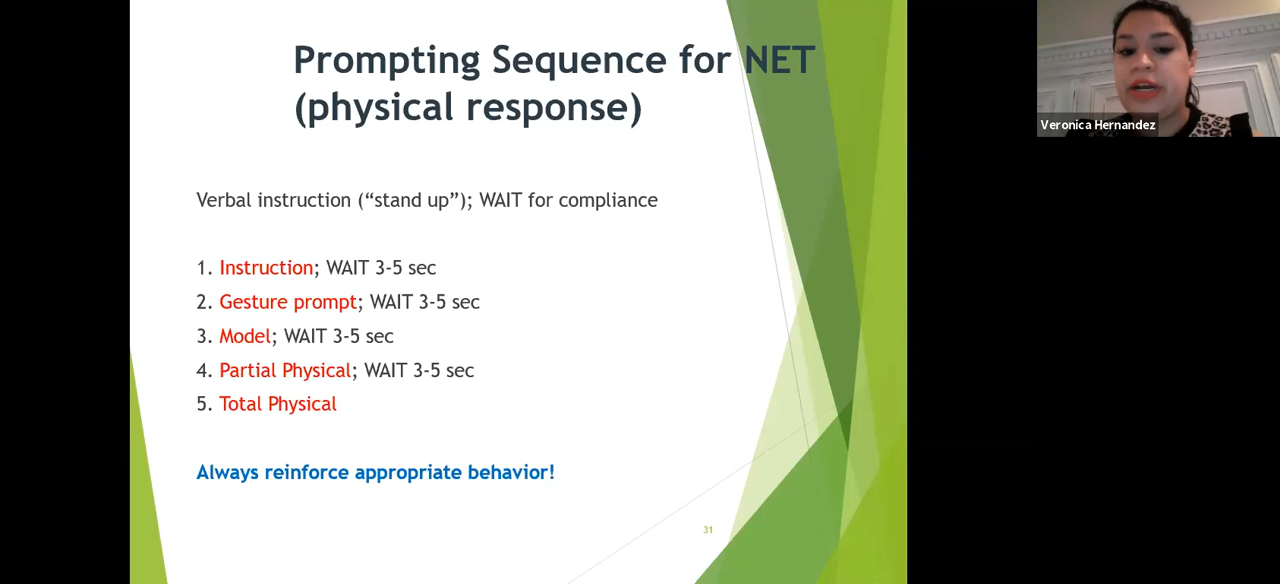 Prompting Sequence for NET
(physical response)
Verbal instruction (“stand up”); WAIT for compliance
1. Instruction; WAIT 3-5 sec
2. Gesture prompt; WAIT 3-5 sec
3. Model; WAIT 3-5 sec
4. Partial Physical; WAIT 3-5 sec
5. Total Physical
Always reinforce appropriate behavior!
31
Veronica Hernandez